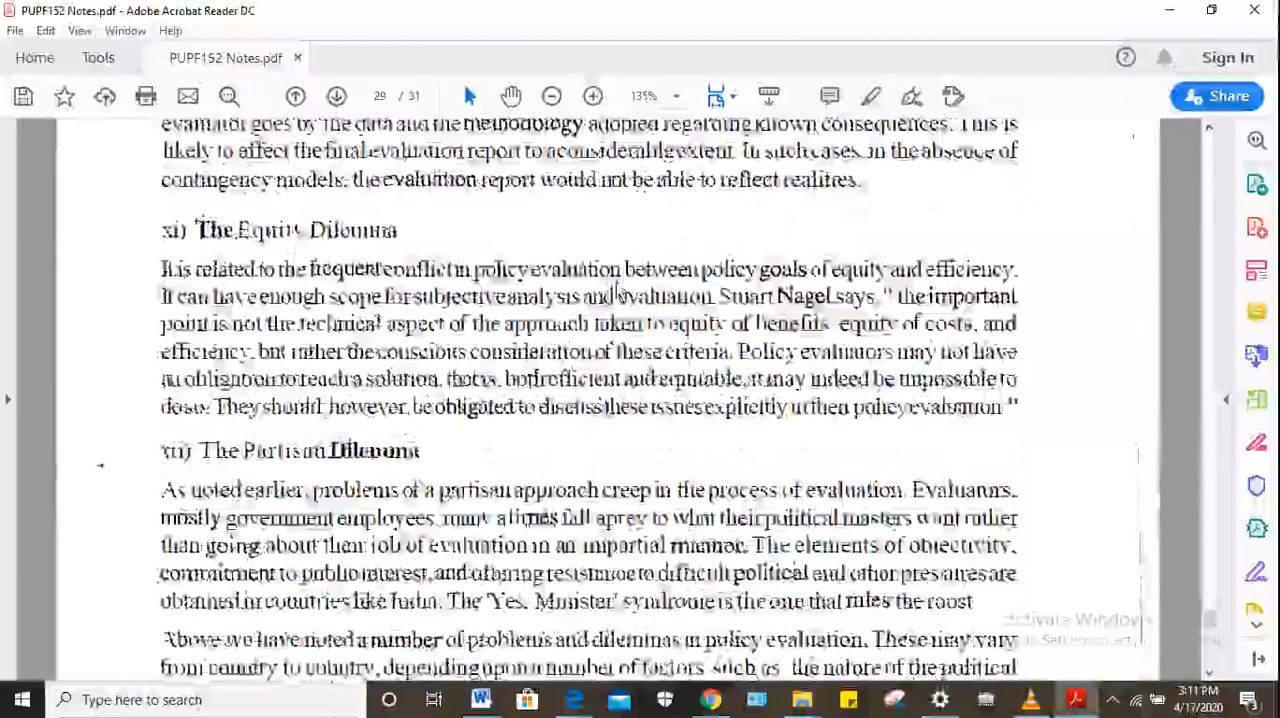 PUPF152 Notes.pdf - Adobe Acrobat Reader DC
File Edit View Window Help
Home Tools PUPF152 Notes.pdf × Sign In
29 / 31 135% Share
evaluator goes by the data and the methodology adopted regarding known consequences. This is
likely to affect the final evaluation report to a considerable extent. In such cases, in the absence of
contingency models, the evaluation report would not be able to reflect realities.
xi) The Equity Dilemma
It is related to the frequent conflict in policy evaluation between policy goals of equity and efficiency.
It can have enough scope for subjective analysis and evaluation. Stuart Nagel says, " the important
point is not the technical aspect of the approach taken to equity of benefits, equity of costs, and
efficiency, but rather the conscious consideration of these criteria. Policy evaluators may not have
an obligation to reach a solution, that is, both efficient and equitable, it may indeed be impossible to
do so. They should, however, be obligated to discuss these issues explicitly in their policy evaluation "
xii) The Partisan Dilemma
As noted earlier, problems of a partisan approach creep in the process of evaluation. Evaluators,
mostly government employees, many a times fall a prey to what their political masters want rather
than going about their job of evaluation in an impartial manner. The elements of objectivity,
commitment to public interest, and offering resistance to difficult political and other pressures are
obtained in countries like India. The 'Yes, Minister' syndrome is the one that rules the roost
Above we have noted a number of problems and dilemmas in policy evaluation. These may vary
from country to country, depending upon a number of factors, such as the nature of the political
Activate Window
Type here to search
3:11 PM
4/17/2020